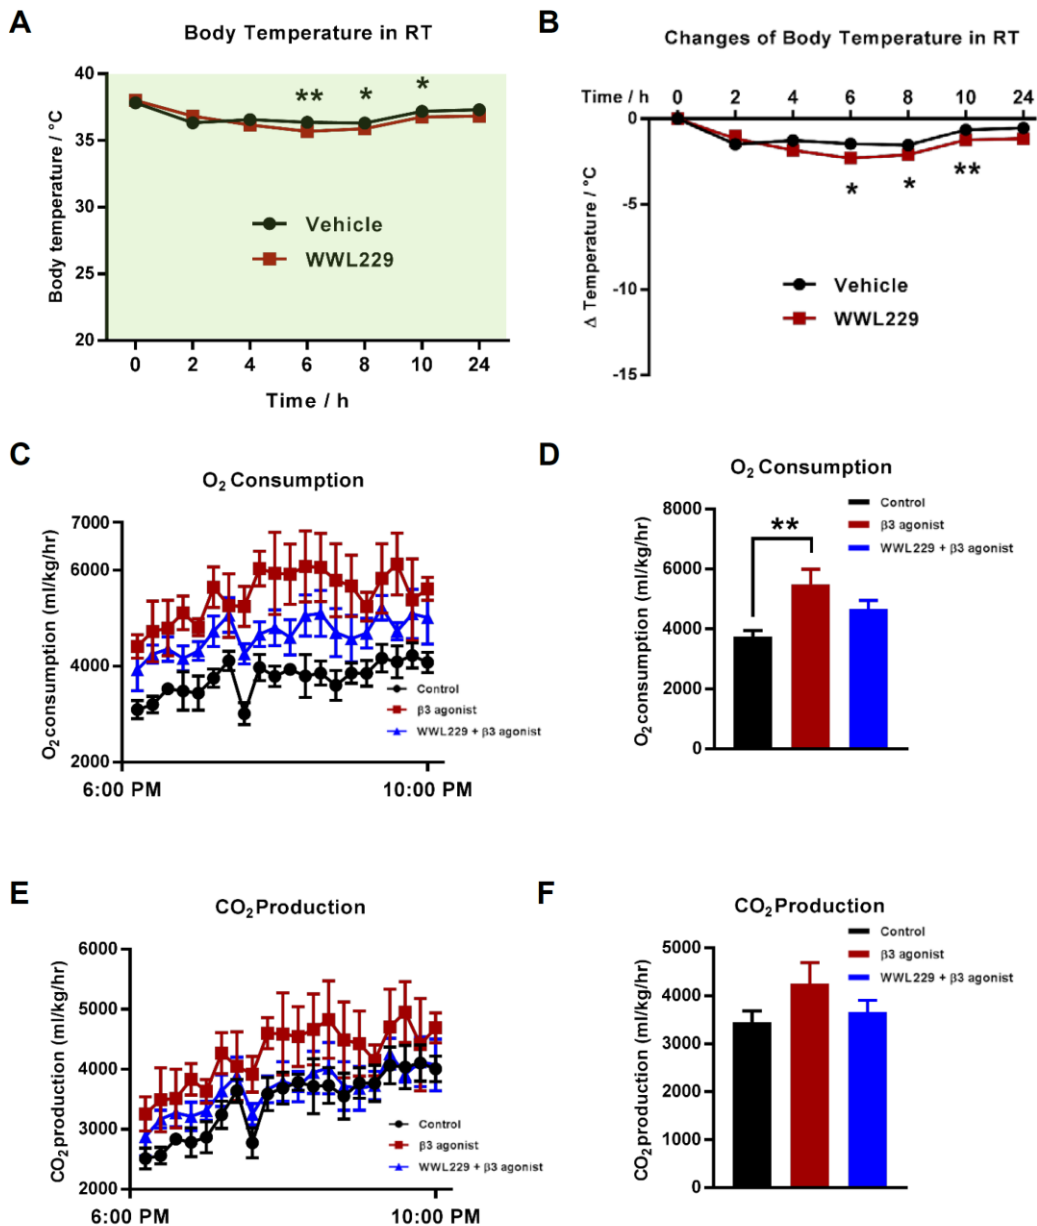 A
Body Temperature in RT
Body temperature / °C
40
35
30
25
20
** * *
Vehicle
WWL229
0 2 4 6 8 10 24
Time / h
B
Changes of Body Temperature in RT
Time / h 0 2 4 6 8 10 24
Δ Temperature / °C
0
-5
-10
-15
* * **
Vehicle
WWL229
C
O2 Consumption
O2 consumption (ml/kg/hr)
7000
6000
4000
2000
Control
β3 agonist
WWL229 + β3 agonist
6:00 PM 10:00 PM
D
O2 Consumption
Control
β3 agonist
WWL229 + β3 agonist
O2 consumption (ml/kg/hr)
8000
6000
4000
2000
0
**
E
CO2 Production
CO2 production (ml/kg/hr)
6000
5000
4000
3000
2000
Control
β3 agonist
WWL229 + β3 agonist
6:00 PM 10:00 PM
F
CO2 Production
Control
β3 agonist
WWL229 + β3 agonist
CO2 production (ml/kg/hr)
5000
4000
3000
2000
1000
0